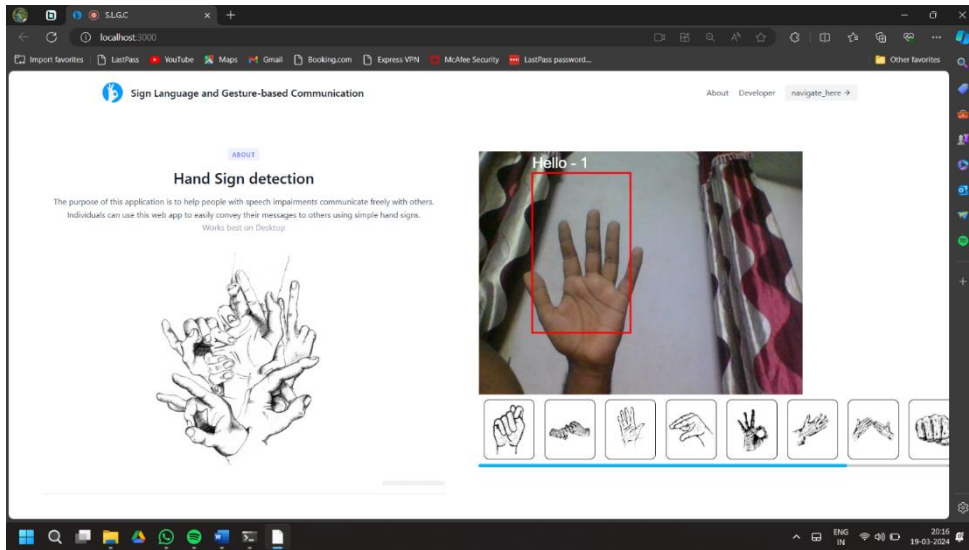 S.L.G.C
localhost:3000
Import favorites
LastPass
YouTube
Maps
Gmail
Booking.com
Express VPN
McAfee Security
LastPass password...
Other favorites
Sign Language and Gesture-based Communication
About
Developer
navigate_here →
ABOUT
Hand Sign detection
The purpose of this application is to help people with speech impairments communicate freely with others.
Individuals can use this web app to easily convey their messages to others using simple hand signs.
Works best on Desktop
Hello - 1
ENG
IN
20:16
19-03-2024